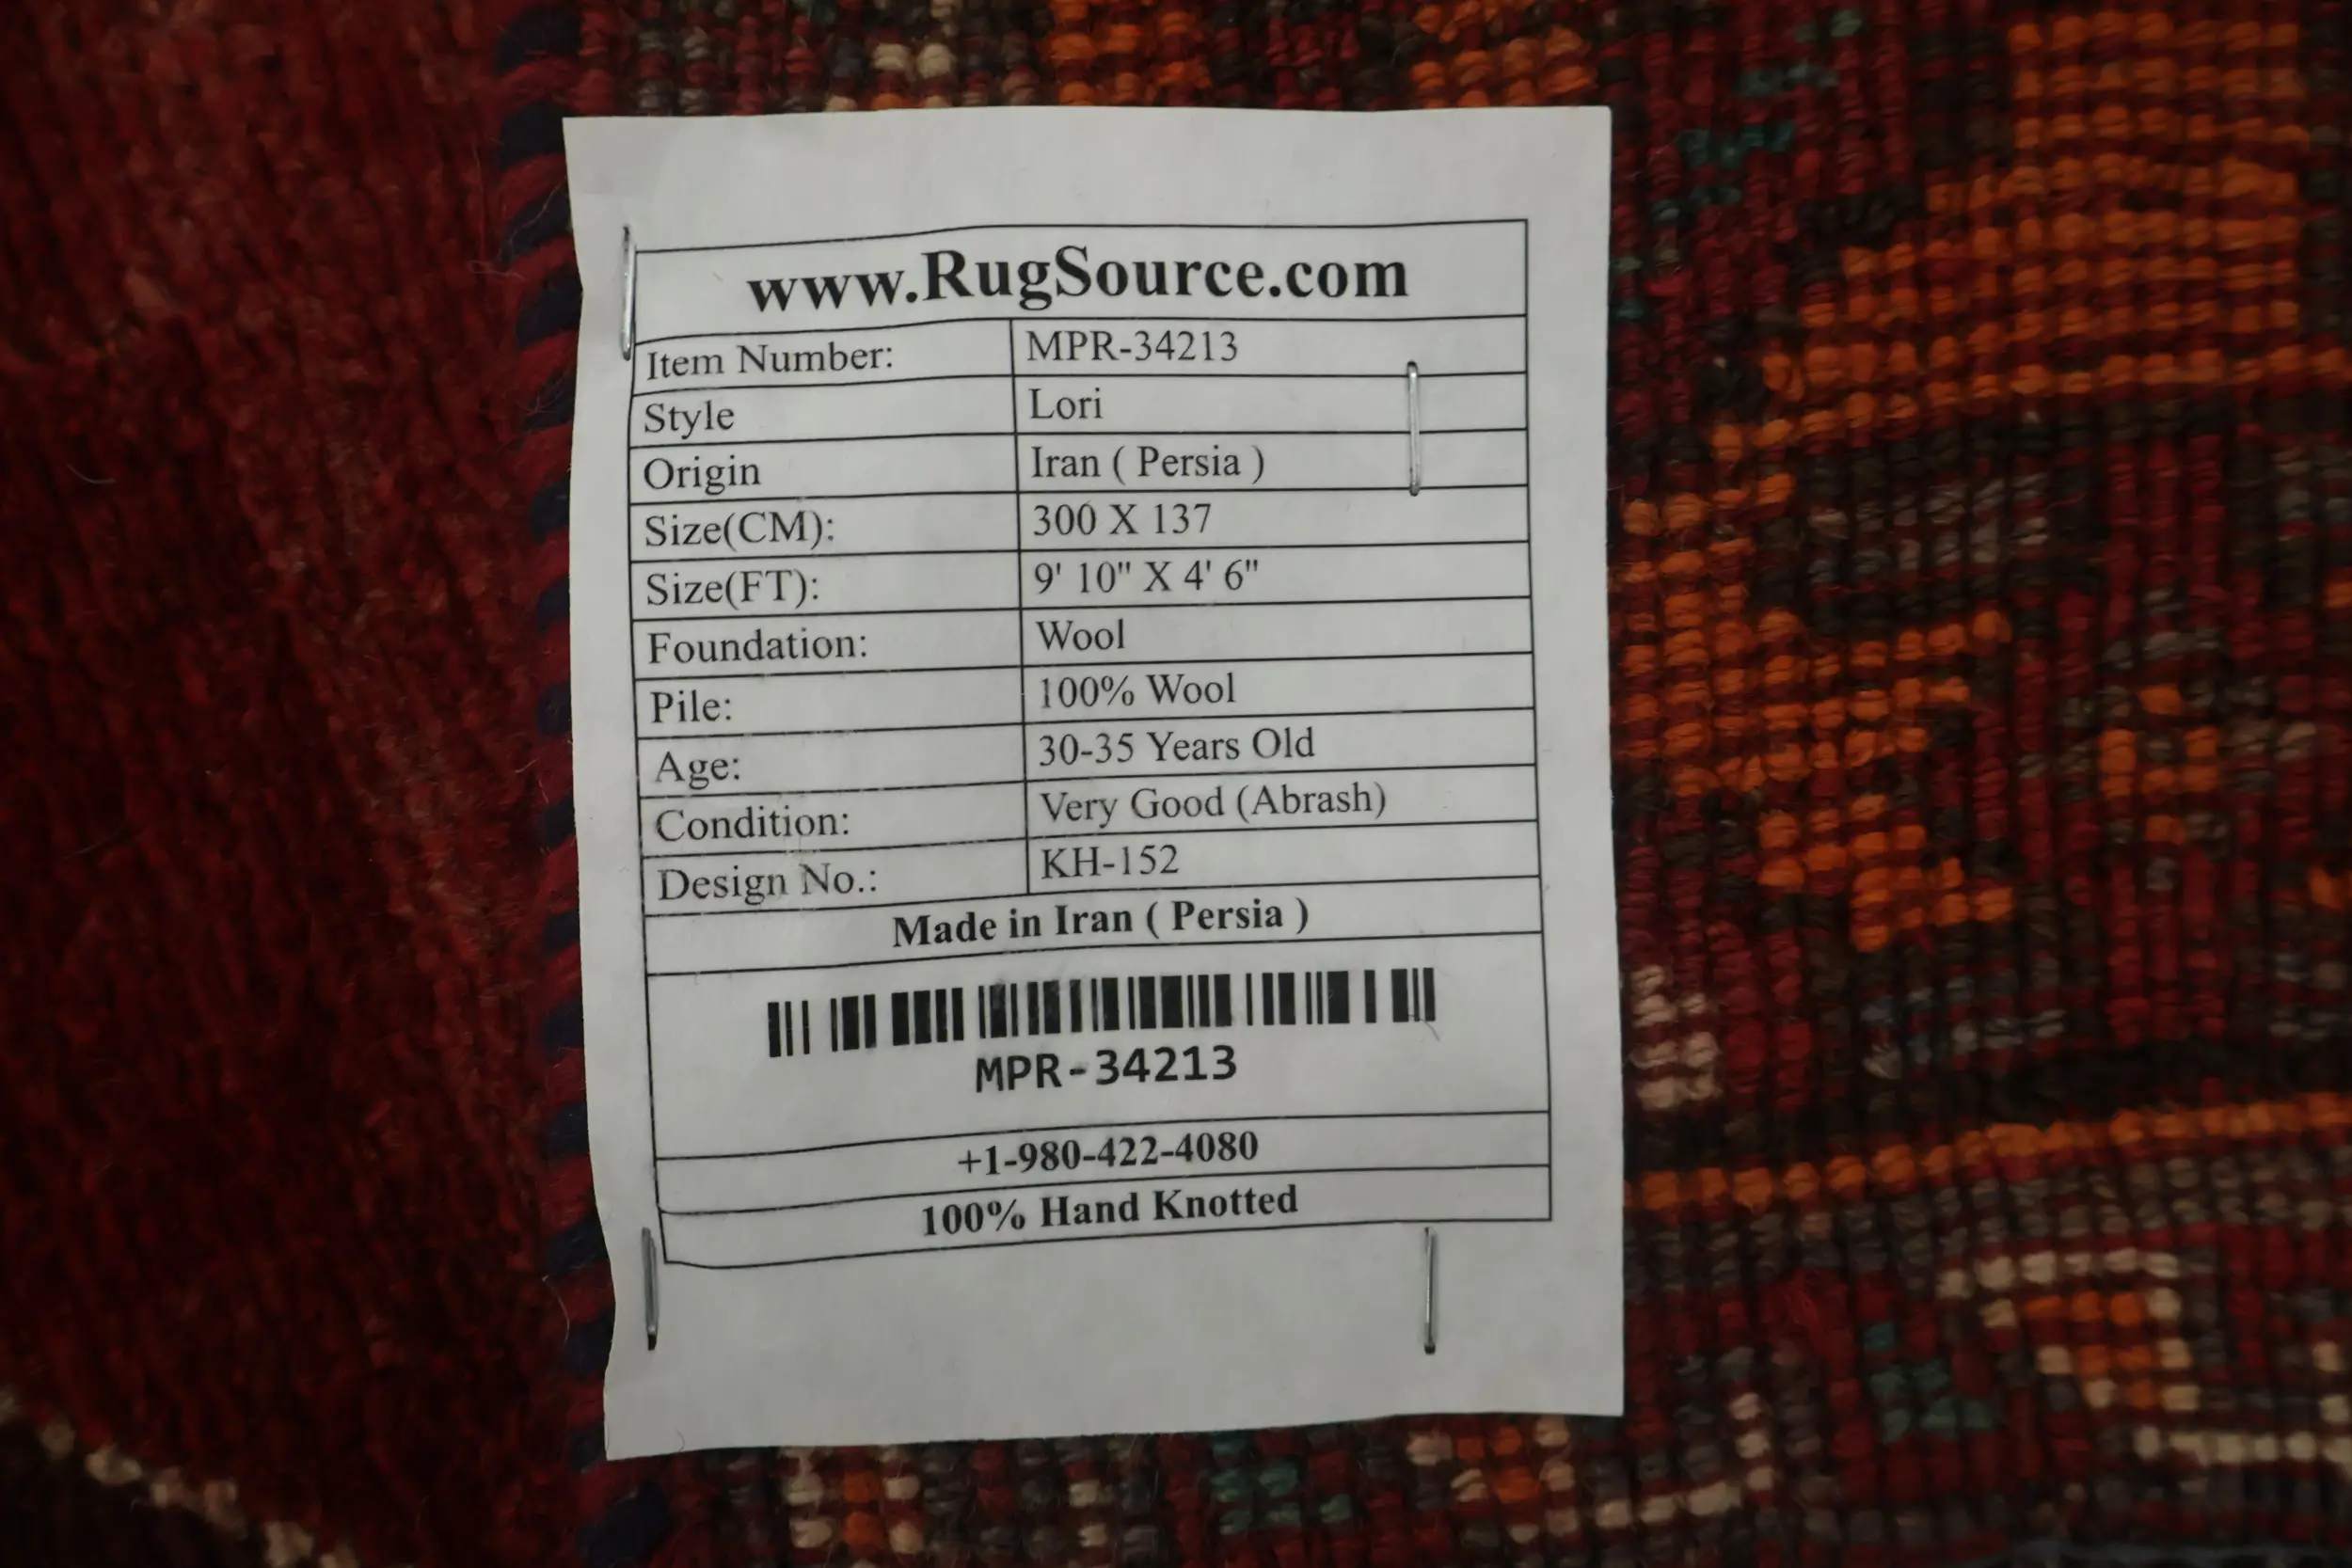 www.RugSource.com
Item Number: MPR-34213
Style Lori
Origin Iran ( Persia )
Size(CM): 300 X 137
Size(FT): 9' 10" X 4' 6"
Foundation: Wool
Pile: 100% Wool
Age: 30-35 Years Old
Condition: Very Good (Abrash)
Design No.: KH-152
Made in Iran ( Persia )
MPR-34213
+1-980-422-4080
100% Hand Knotted